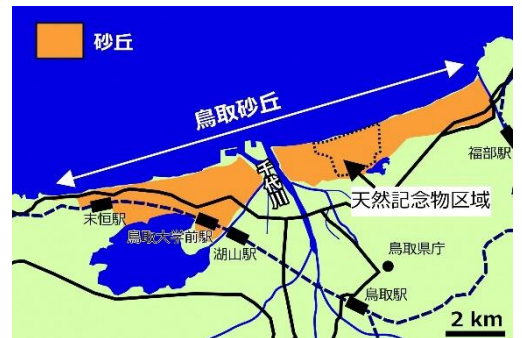 砂丘
鳥取砂丘
福部駅
千代川
天然記念物区域
末恒駅
鳥取大学前駅
湖山駅
鳥取県庁
鳥取駅
2 km